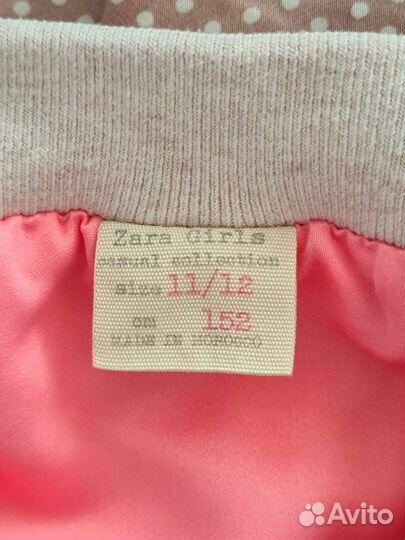 Zara Girls
casual collection
size 11/12
cm 152
MADE IN MOROCCO
Avito